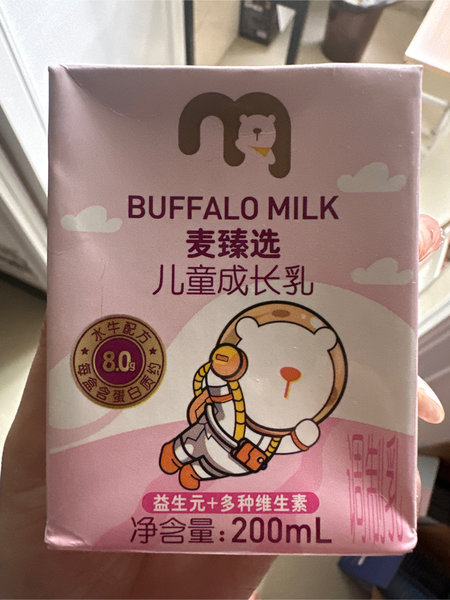 m
BUFFALO MILK
麦臻选
儿童成长乳
水牛配方
8.0g
每盒含蛋白质约
益生元+多种维生素
净含量:200mL
调制乳